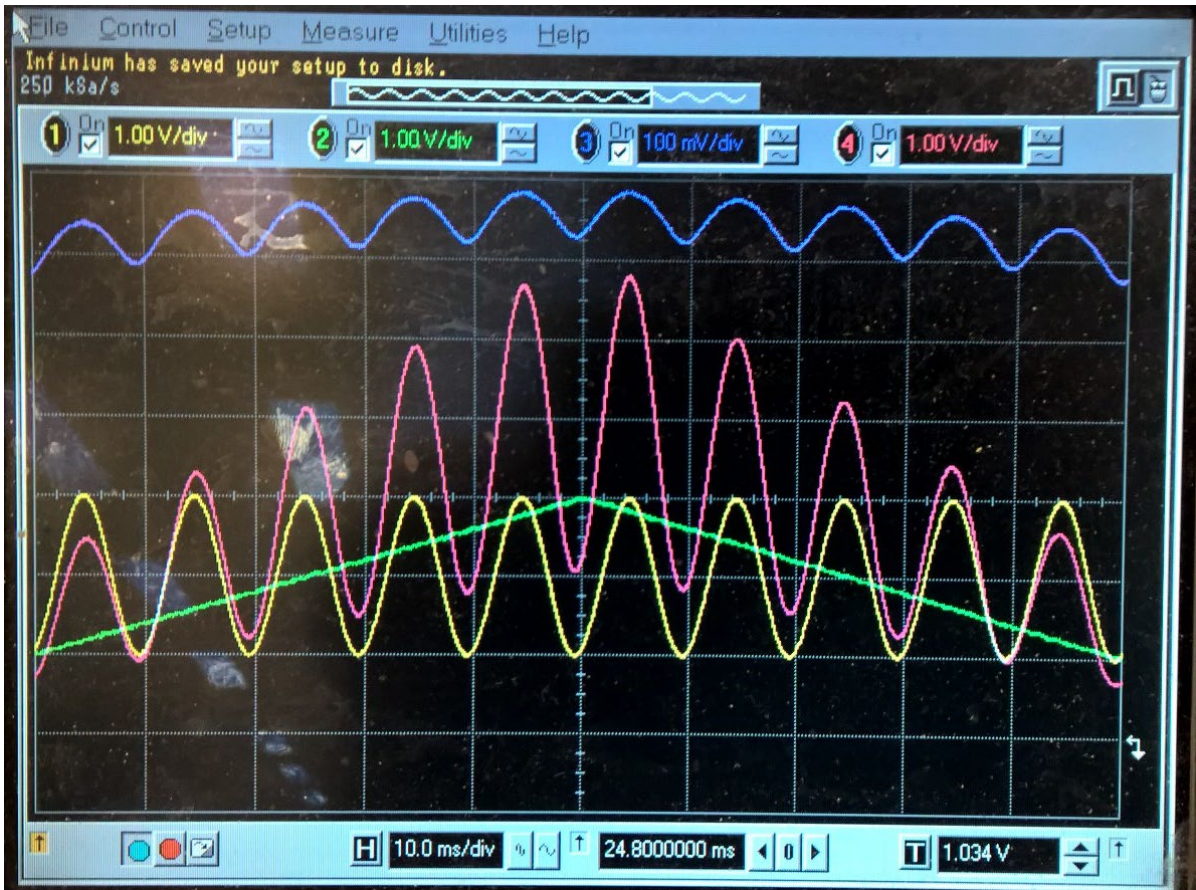 File Control Setup Measure Utilities Help
Infinium has saved your setup to disk.
250 kSa/s
1 On 1.00 V/div 2 On 1.00 V/div 3 On 100 mV/div 4 On 1.00 V/div
H 10.0 ms/div 24.8000000 ms 0 T 1.034 V